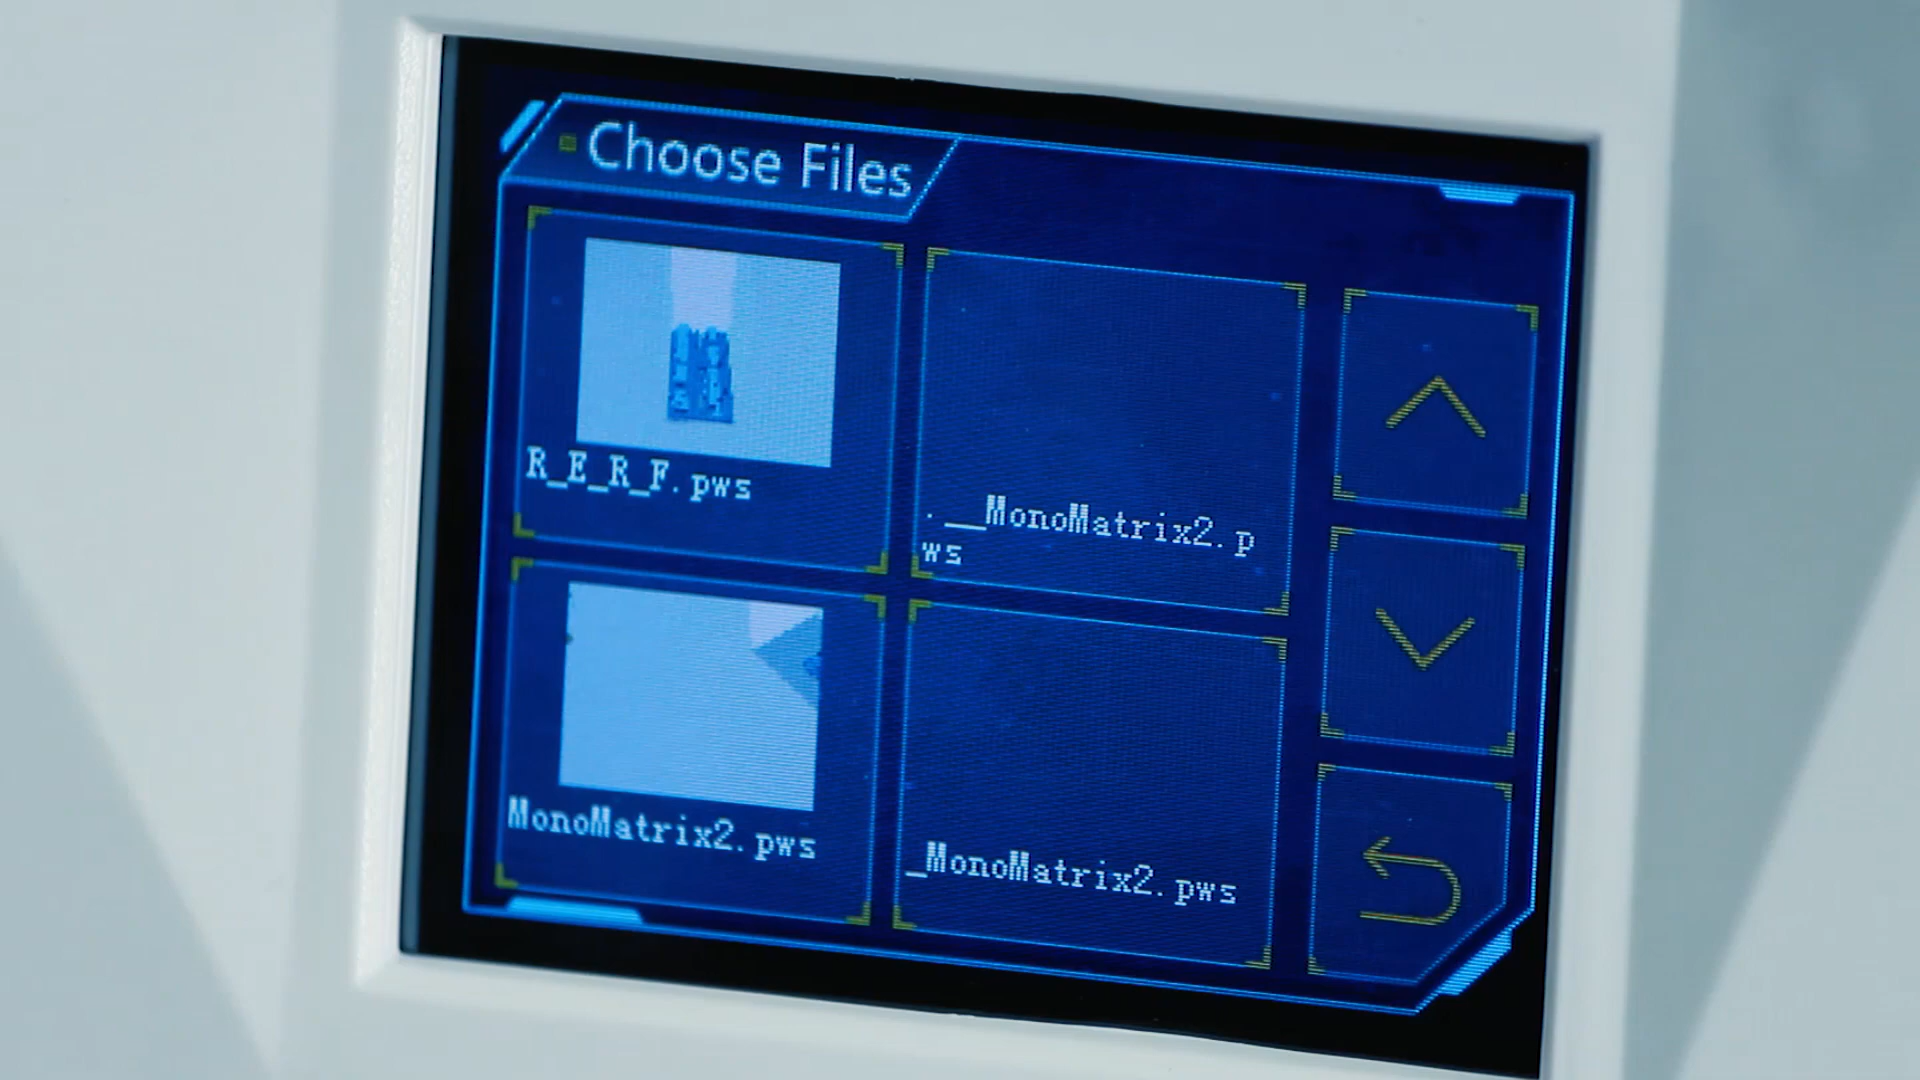 Choose Files
R_E_R_F.pws
.__MonoMatrix2.p
ws
MonoMatrix2.pws
_MonoMatrix2.pws